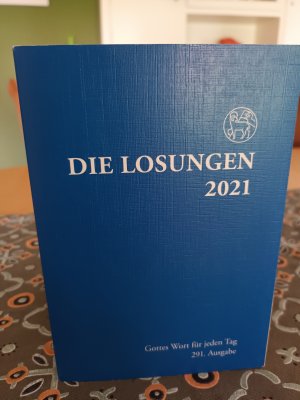 DIE LOSUNGEN
2021
Gottes Wort für jeden Tag
291. Ausgabe